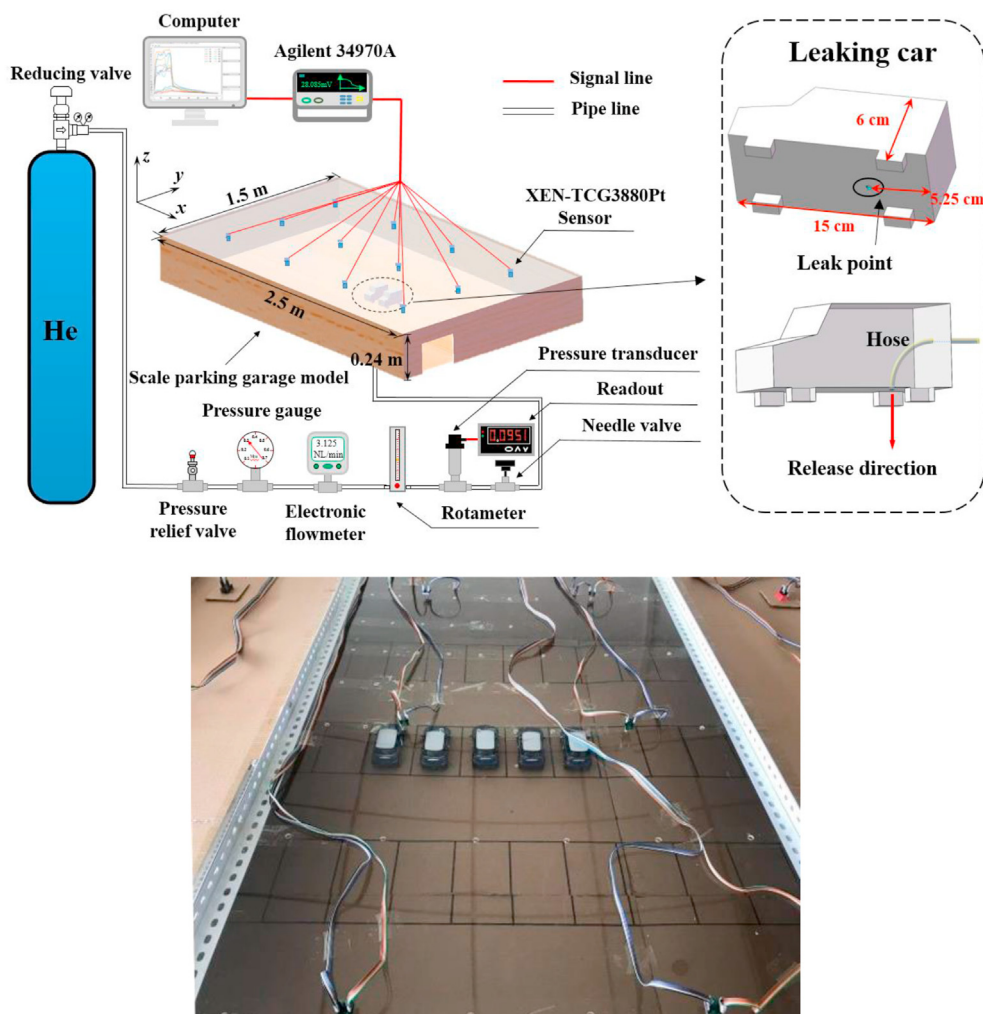 Computer
Agilent 34970A
Reducing valve
28.085mV
Signal line
Pipe line
Leaking car
6 cm
5.25 cm
15 cm
Leak point
z
y
x
1.5 m
XEN-TCG3880Pt
Sensor
2.5 m
0.24 m
He
Scale parking garage model
Hose
Release direction
Pressure transducer
Readout
Needle valve
Pressure gauge
3.125
NL/min
0.0951
Pressure
relief valve
Electronic
flowmeter
Rotameter